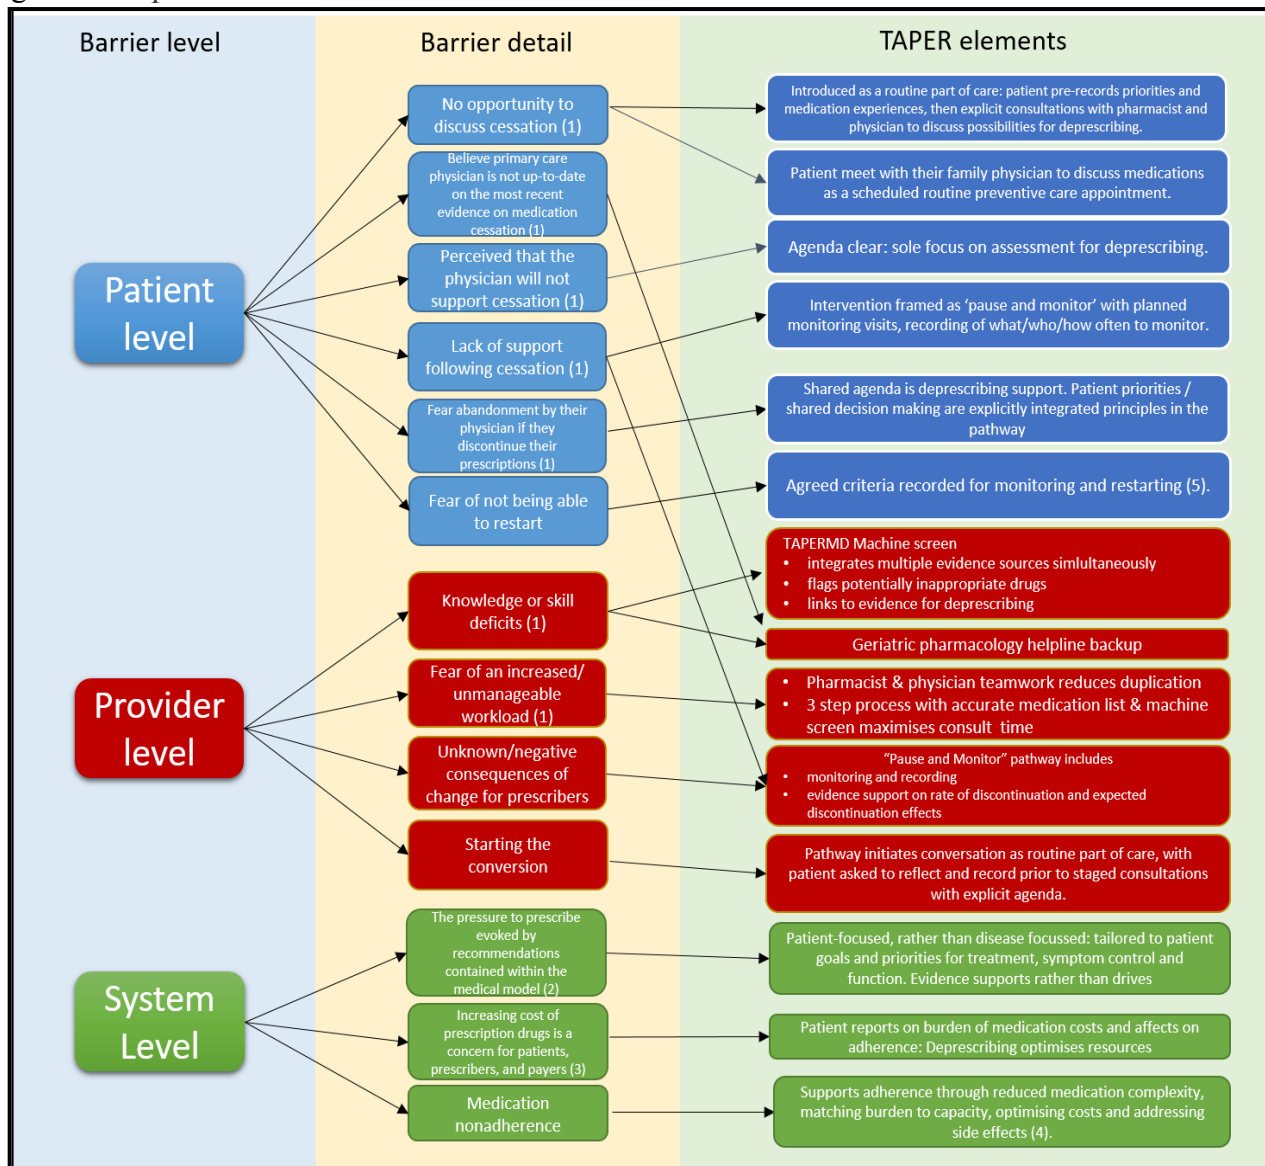 Barrier level
Barrier detail
TAPER elements
Patient
level
No opportunity to
discuss cessation (1)
Believe primary care
physician is not up-to-date
on the most recent
evidence on medication
cessation (1)
Perceived that the
physician will not
support cessation (1)
Lack of support
following cessation (1)
Fear abandonment by their
physician if they
discontinue their
prescriptions (1)
Fear of not being able
to restart
Introduced as a routine part of care: patient pre-records priorities and
medication experiences, then explicit consultations with pharmacist and
physician to discuss possibilities for deprescribing.
Patient meet with their family physician to discuss medications
as a scheduled routine preventive care appointment.
Agenda clear: sole focus on assessment for deprescribing.
Intervention framed as ‘pause and monitor’ with planned
monitoring visits, recording of what/who/how often to monitor.
Shared agenda is deprescribing support. Patient priorities /
shared decision making are explicitly integrated principles in the
pathway
Agreed criteria recorded for monitoring and restarting (5).
Provider
level
Knowledge or skill
deficits (1)
Fear of an increased/
unmanageable
workload (1)
Unknown/negative
consequences of
change for prescribers
Starting the
conversion
TAPERMD Machine screen
• integrates multiple evidence sources simlultaneously
• flags potentially inappropriate drugs
• links to evidence for deprescribing
Geriatric pharmacology helpline backup
• Pharmacist & physician teamwork reduces duplication
• 3 step process with accurate medication list & machine
screen maximises consult time
“Pause and Monitor” pathway includes
• monitoring and recording
• evidence support on rate of discontinuation and expected
discontinuation effects
Pathway initiates conversation as routine part of care, with
patient asked to reflect and record prior to staged consultations
with explicit agenda.
System
Level
The pressure to prescribe
evoked by
recommendations
contained within the
medical model (2)
Increasing cost of
prescription drugs is a
concern for patients,
prescribers, and payers (3)
Medication
nonadherence
Patient-focused, rather than disease focussed: tailored to patient
goals and priorities for treatment, symptom control and
function. Evidence supports rather than drives
Patient reports on burden of medication costs and affects on
adherence: Deprescribing optimises resources
Supports adherence through reduced medication complexity,
matching burden to capacity, optimising costs and addressing
side effects (4).